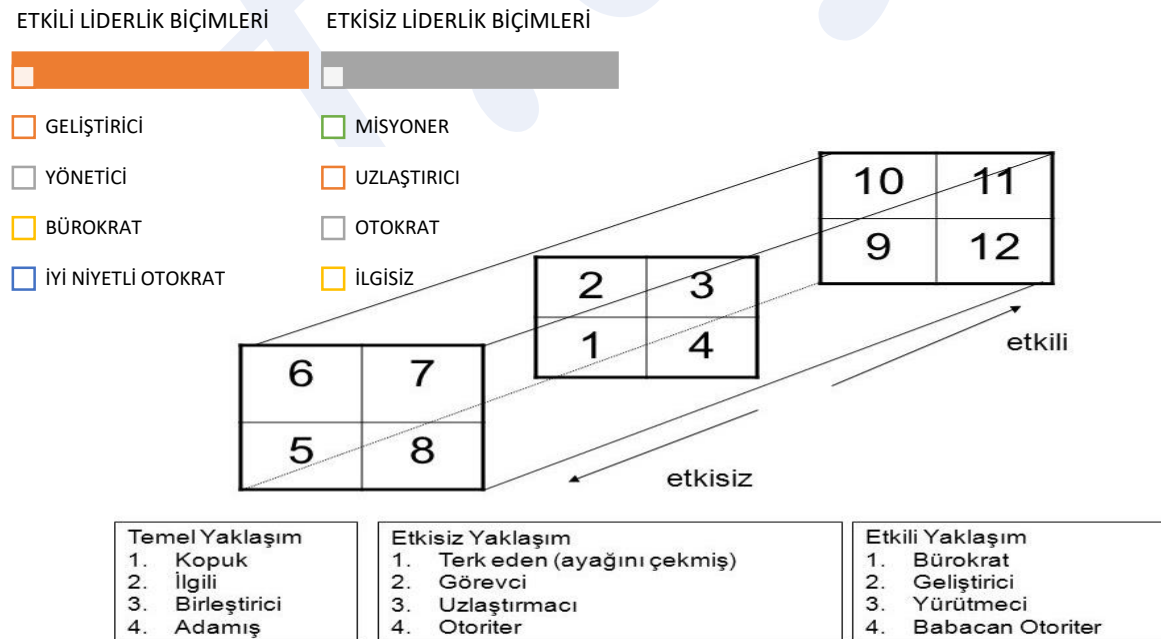 ETKİLİ LİDERLİK BİÇİMLERİ
GELİŞTİRİCİ
YÖNETİCİ
BÜROKRAT
İYİ NİYETLİ OTOKRAT
ETKİSİZ LİDERLİK BİÇİMLERİ
MİSYONER
UZLAŞTIRICI
OTOKRAT
İLGİSİZ
10 11
9 12
2 3
1 4
6 7
5 8
etkili
etkisiz
Temel Yaklaşım
1. Kopuk
2. İlgili
3. Birleştirici
4. Adamış
Etkisiz Yaklaşım
1. Terk eden (ayağını çekmiş)
2. Görevci
3. Uzlaştırmacı
4. Otoriter
Etkili Yaklaşım
1. Bürokrat
2. Geliştirici
3. Yürütmeci
4. Babacan Otoriter